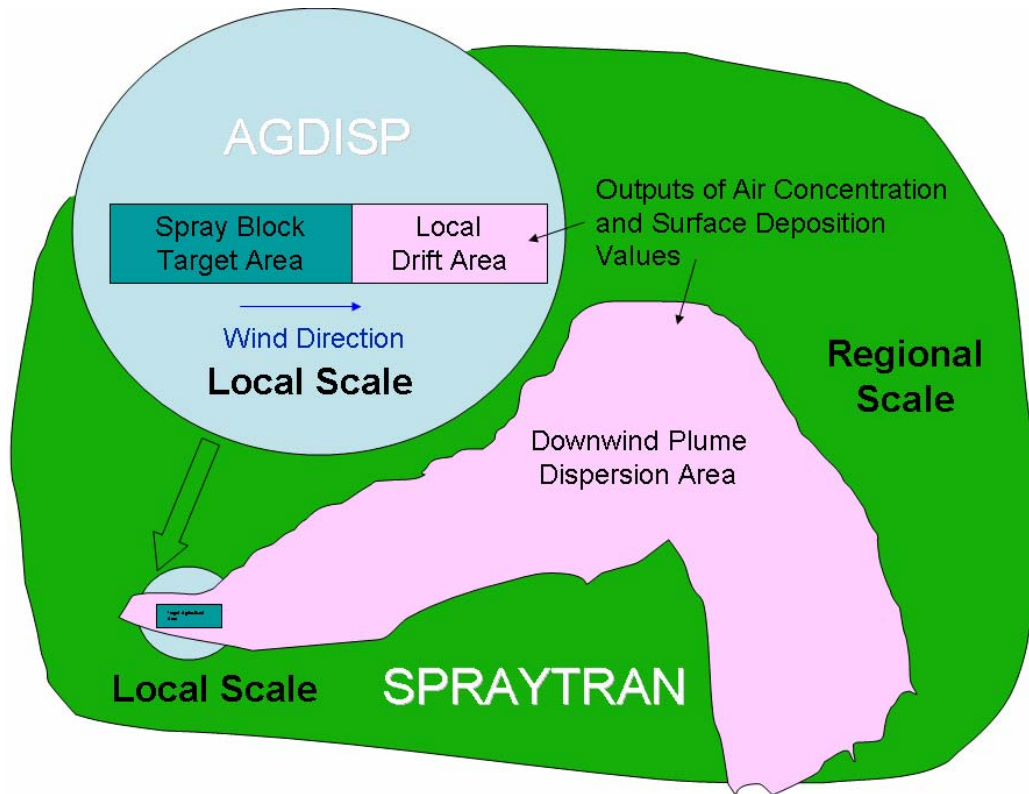 AGDISP
Spray Block
Target Area
Local
Drift Area
Wind Direction
Local Scale
Outputs of Air Concentration
and Surface Deposition
Values
Regional
Scale
Downwind Plume
Dispersion Area
Local Scale
SPRAYTRAN